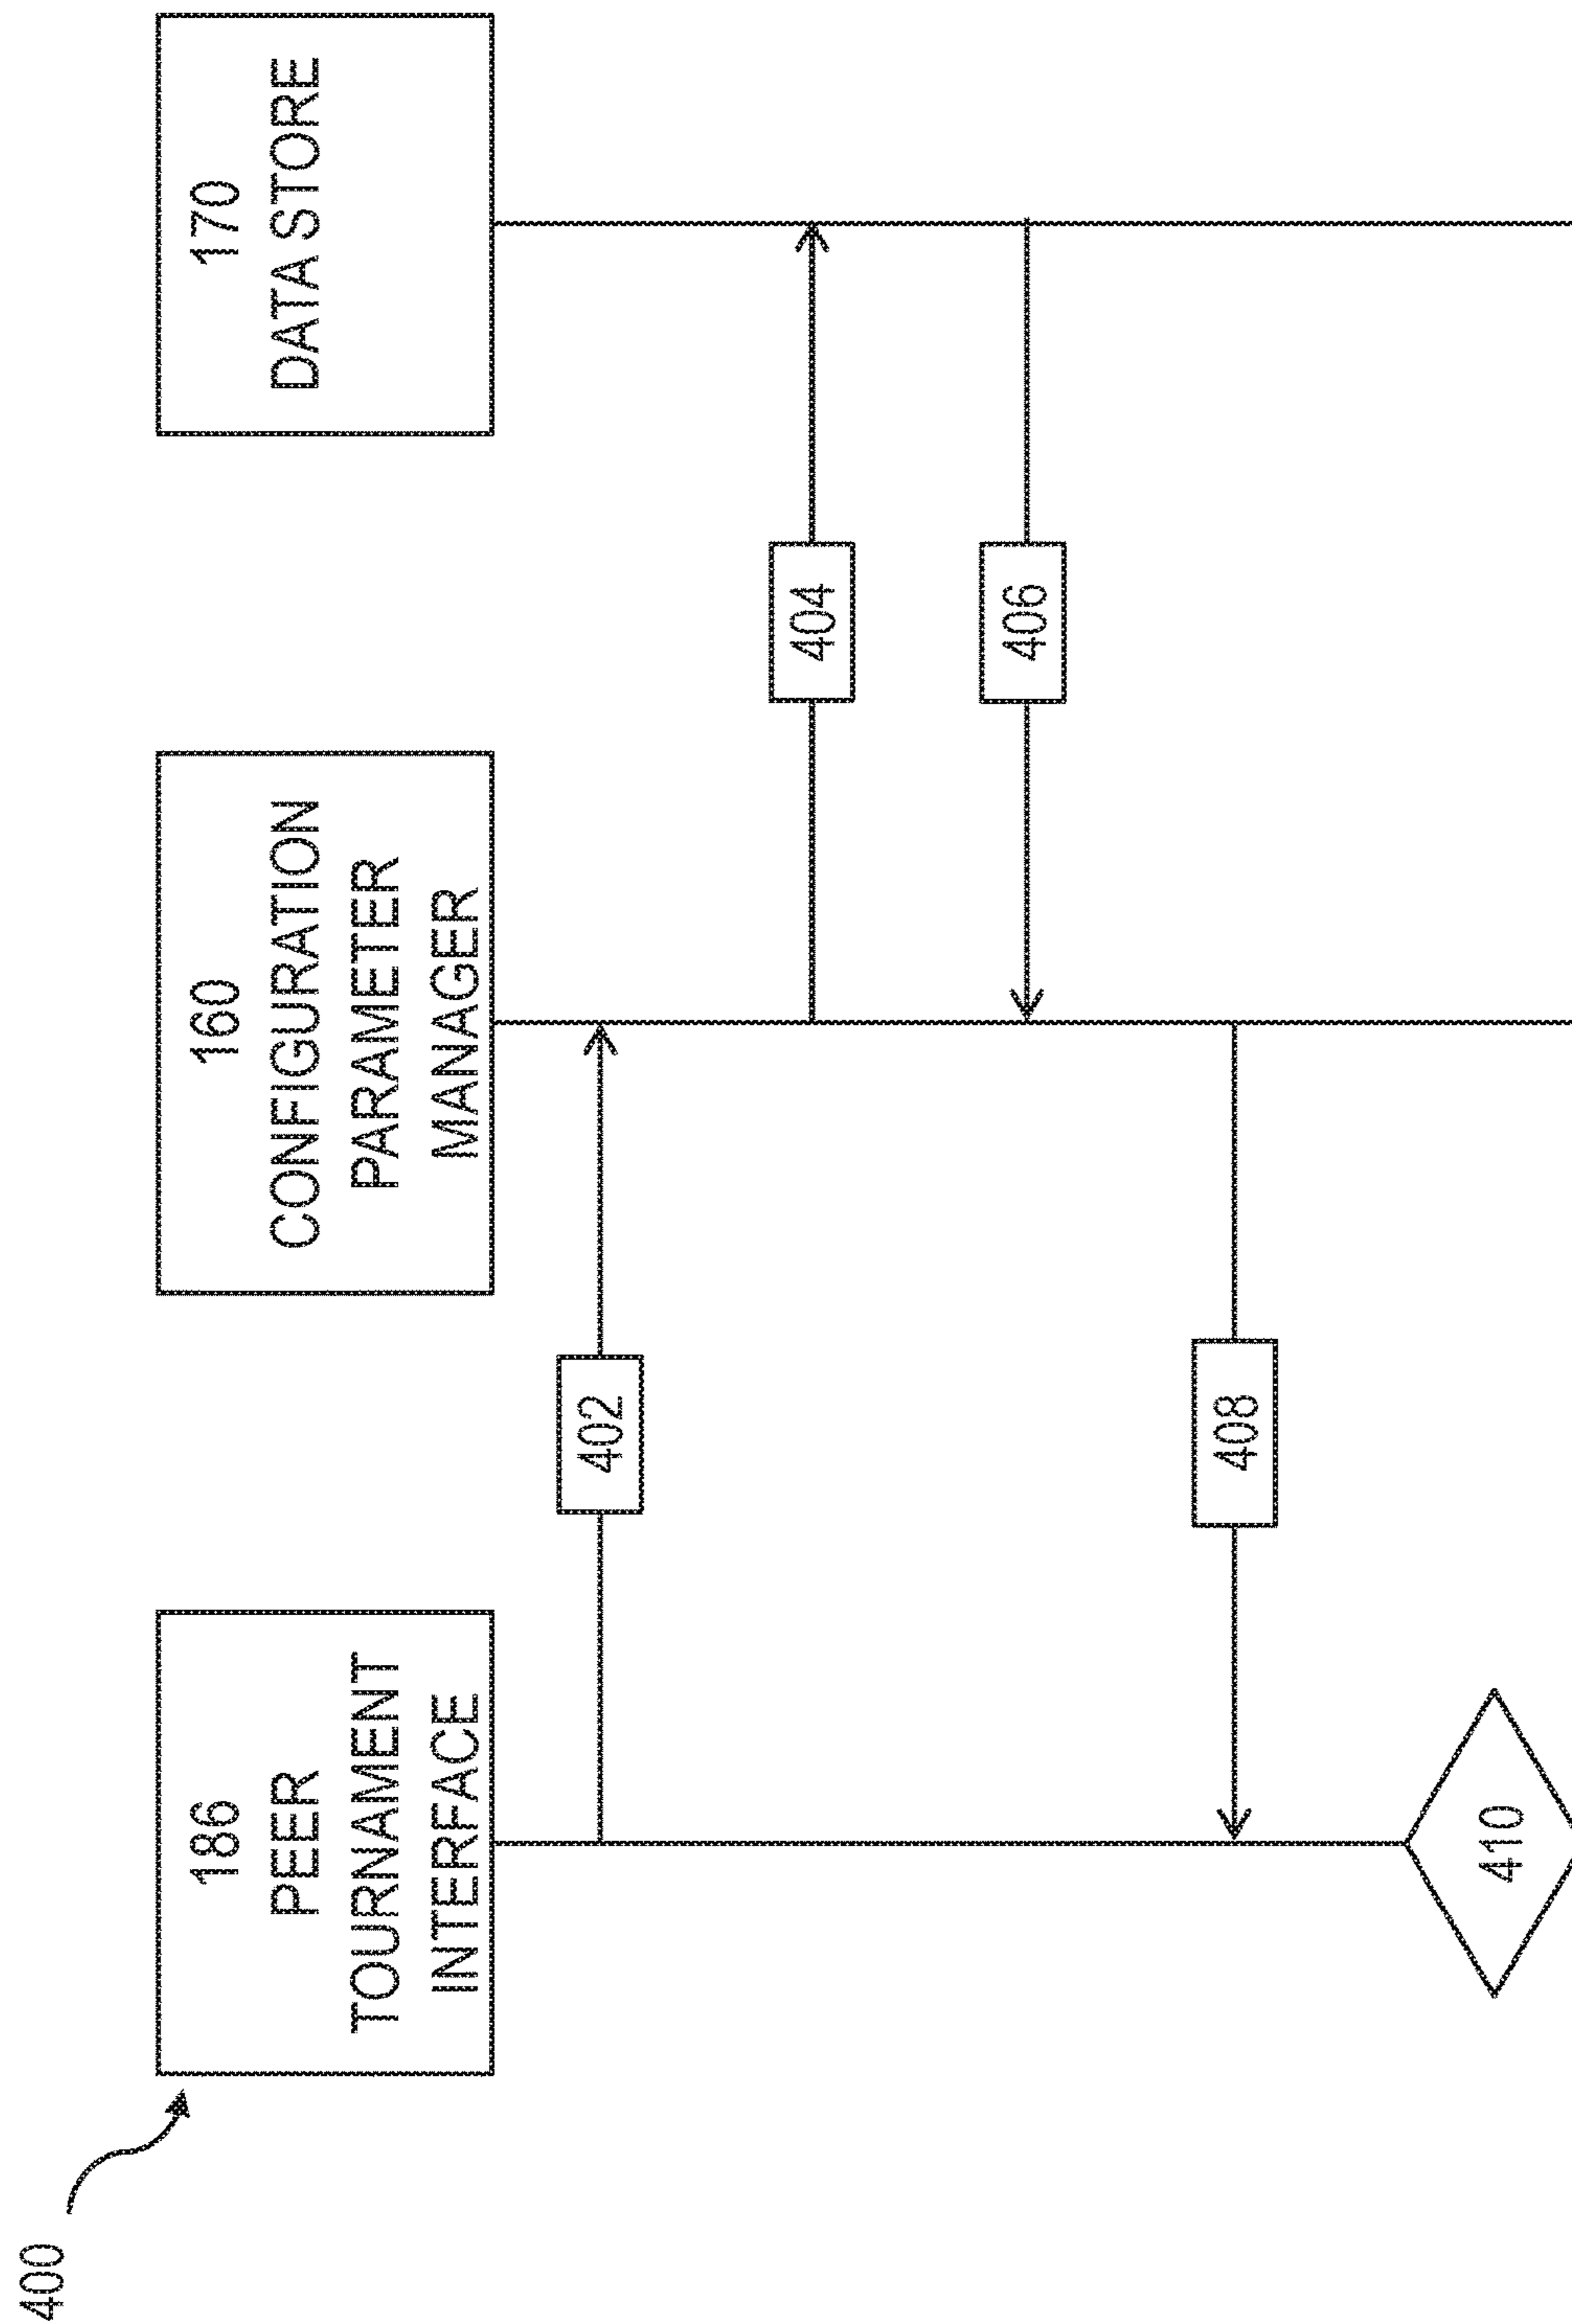 400
186
PEER
TOURNAMENT
INTERFACE
160
CONFIGURATION
PARAMETER
MANAGER
170
DATA STORE
402
404
406
408
410